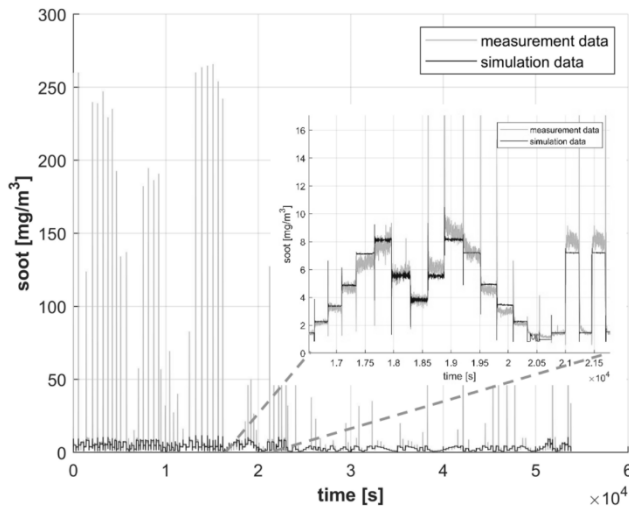 300
250
200
150
100
50
0
soot [mg/m³]
measurement data
simulation data
16
14
12
10
8
6
4
2
0
soot [mg/m³]
measurement data
simulation data
1.7 1.75 1.8 1.85 1.9 1.95 2 2.05 2.1 2.15
time [s]
×10⁴
0 1 2 3 4 5 6
time [s]
×10⁴